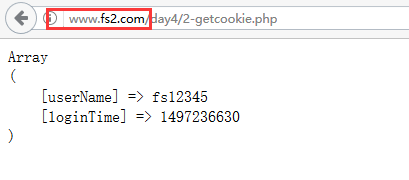 www.fs2.com/day4/2-getcookie.php
Array
(
[userName] => fs12345
[loginTime] => 1497236630
)